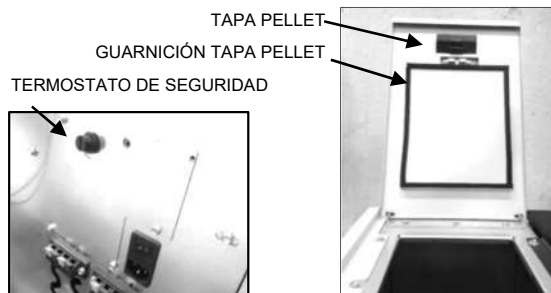 TAPA PELLET
GUARNICIÓN TAPA PELLET
TERMOSTATO DE SEGURIDAD